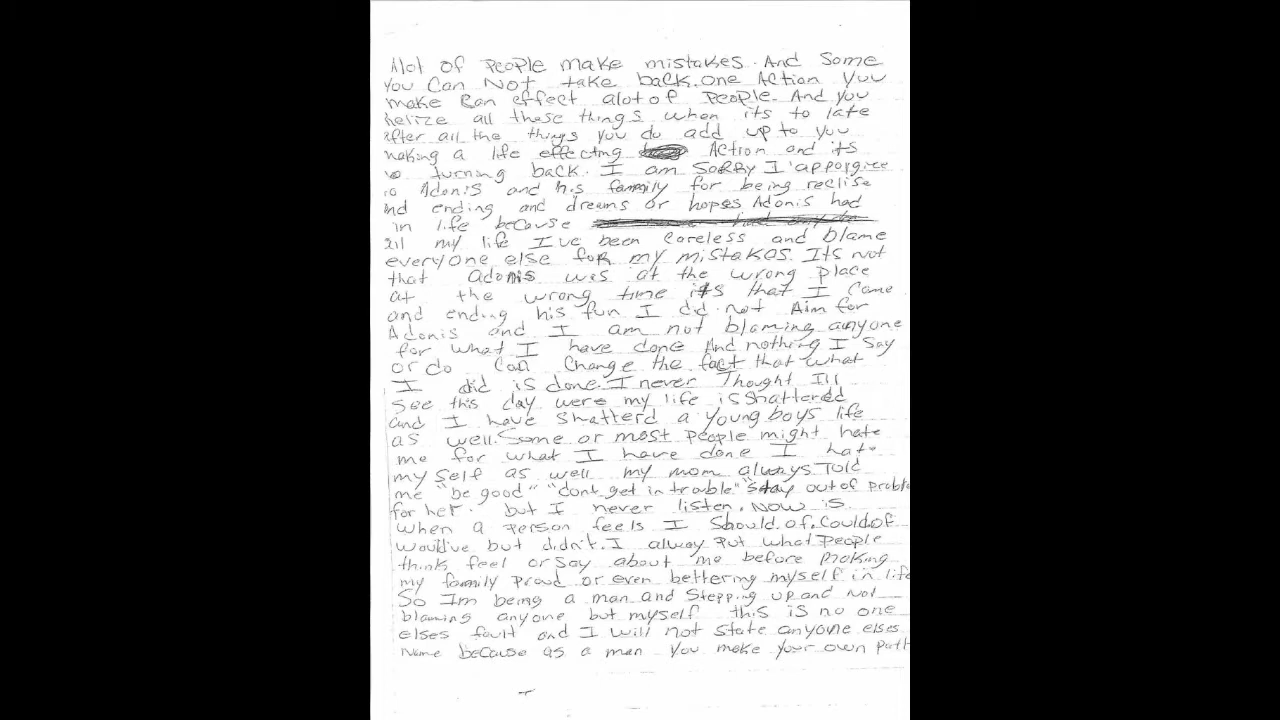 Alot of People make mistakes. And Some
You Can Not take back. one Action you
make Can effect alot of People. And you
Relize all these things when its to late
after all the things you do add up to you
making a life effecting Action and its
no turning back. I am SORRY I appoligice
to Adonis and his family for being reclise
and ending and dreams or hopes Adonis had
in life because
all my life I've been Careless and blame
everyone else for my mistakes. Its not
that Adonis was at the wrong place
at the wrong time its that I Came
and ending his fun I did not Aim for
Adonis and I am not blaming anyone
for what I have done And nothing I Say
or do Can Change the fact that what
I did is done. I never Thought Ill
See this day were my life is Shattered
and I have Shatterd a young boys life
as well. Some or most People might hate
me for what I have done I hate
my self as well my mom always Told
me "be good" "dont get in trouble" "Stay out of Probl
for her. but I never listen. Now is
when a Person feels I Should.of.Could.of
would've but didn't. I alway Put what People
think feel or Say about me before making
my family Proud or even bettering myself in life
So Im being a man and Stepping up and Not
blaming anyone but myself this is no one
elses fault and I will not State anyone elses
Name because as a man you make your own Path